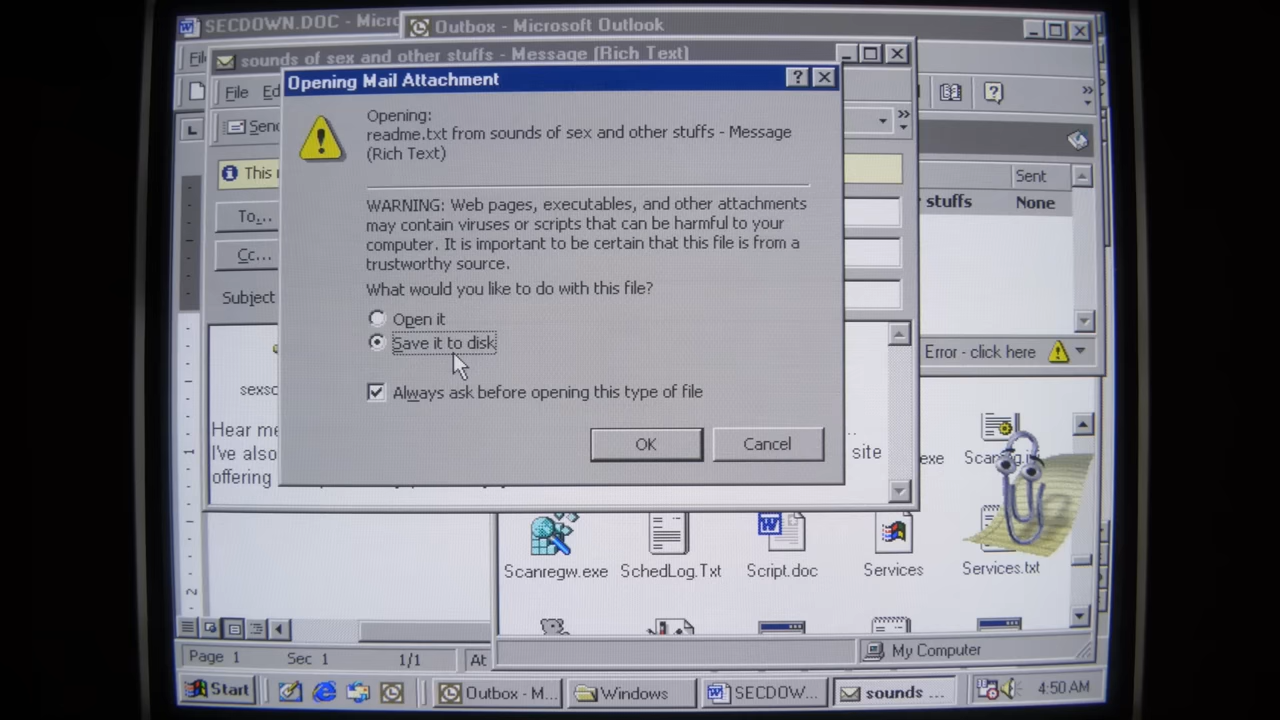 SECDOWN.DOC - Micro
Outbox - Microsoft Outlook
sounds of sex and other stuffs - Message (Rich Text)
Opening Mail Attachment
Opening:
readme.txt from sounds of sex and other stuffs - Message
(Rich Text)
WARNING: Web pages, executables, and other attachments
may contain viruses or scripts that can be harmful to your
computer. It is important to be certain that this file is from a
trustworthy source.
What would you like to do with this file?
Open it
Save it to disk
Always ask before opening this type of file
OK
Cancel
Fil
File Ed
Send
This
To...
Cc...
Subject
sexsc
Hear me
I've also site
offering
Sent
stuffs None
Error - click here
exe
Scanregw.exe SchedLog.Txt Script.doc Services Services.txt
My Computer
Page 1 Sec 1 1/1 At
Start Outbox - M... Windows SECDOW... sounds ... 4:50 AM